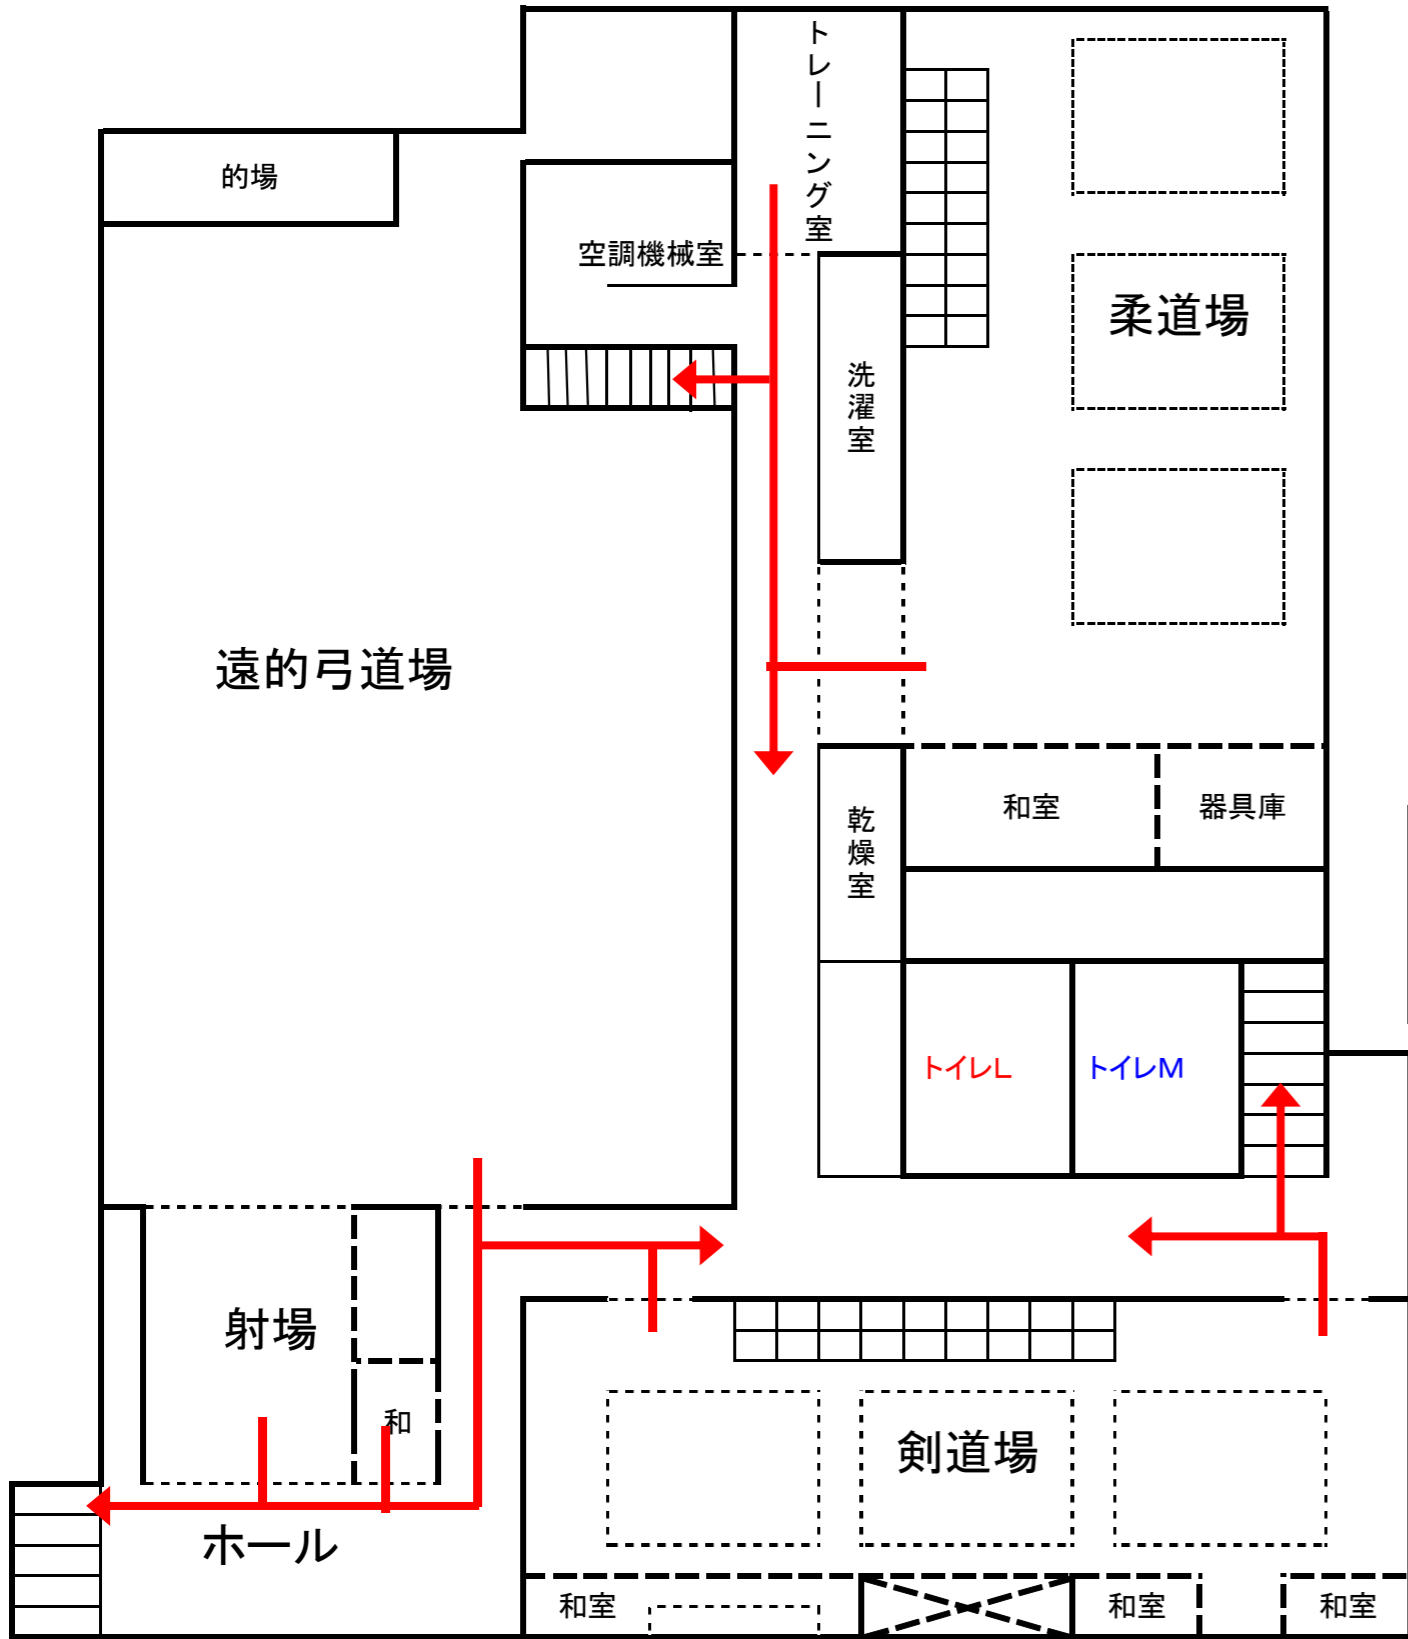 トレーニング室
的場
空調機械室
柔道場
洗濯室
遠的弓道場
和室
器具庫
乾燥室
トイレL
トイレM
射場
和
剣道場
ホール
和室
和室
和室